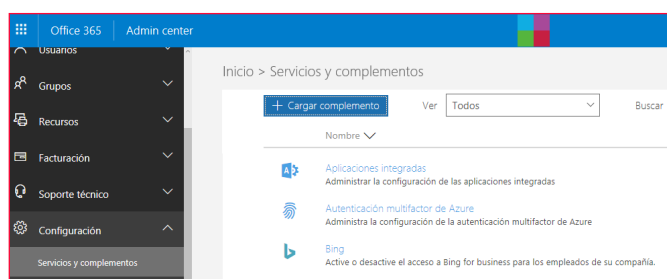 Office 365 Admin center
Usuarios
Inicio > Servicios y complementos
Grupos
+ Cargar complemento Ver Todos Buscar
Recursos
Nombre
Facturación
Aplicaciones integradas
Administrar la configuración de las aplicaciones integradas
Soporte técnico
Autenticación multifactor de Azure
Administra la configuración de la autenticación multifactor de Azure
Configuración
Bing
Active o desactive el acceso a Bing for business para los empleados de su compañía.
Servicios y complementos